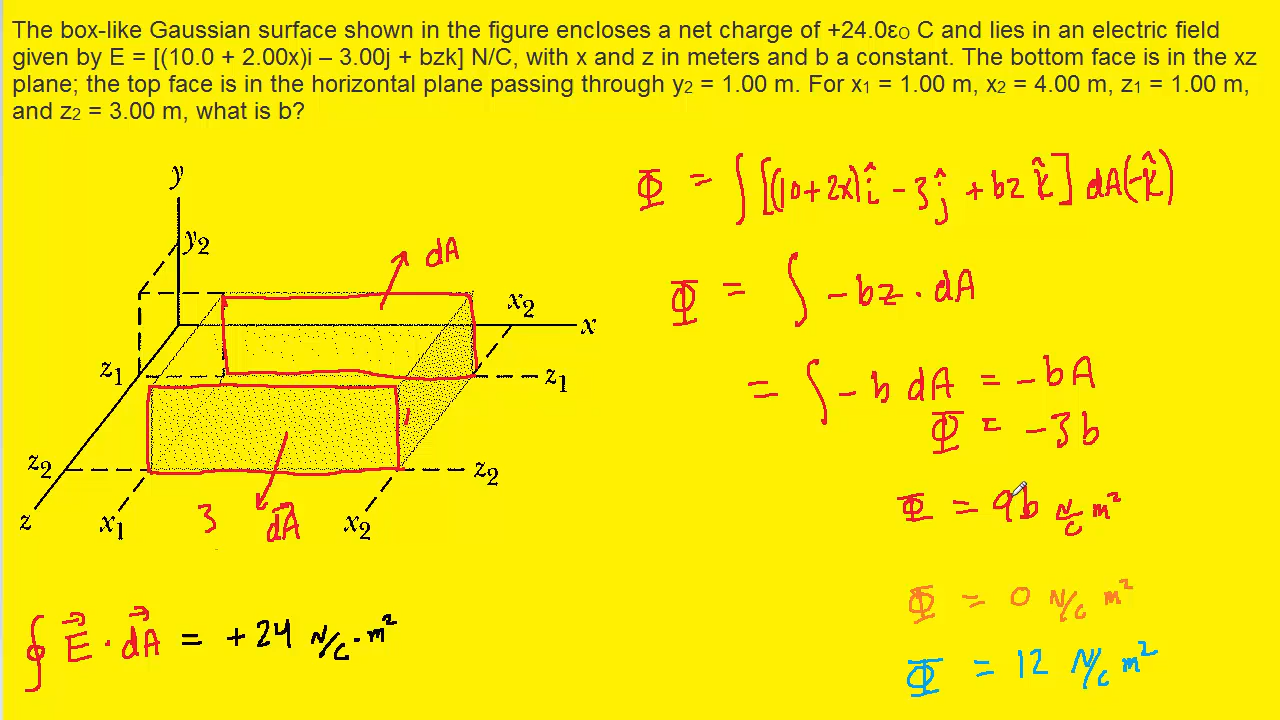 The box-like Gaussian surface shown in the figure encloses a net charge of +24.0εO C and lies in an electric field
given by E = [(10.0 + 2.00x)i – 3.00j + bzk] N/C, with x and z in meters and b a constant. The bottom face is in the xz
plane; the top face is in the horizontal plane passing through y2 = 1.00 m. For x1 = 1.00 m, x2 = 4.00 m, z1 = 1.00 m,
and z2 = 3.00 m, what is b?
y
y2
dA
x2
x
z1
z1
1
z2
z2
z
x1
3
dA
x2
Φ = ∫ [(10+2x)î - 3ĵ + bz k̂] dA(-k̂)
Φ = ∫ -bz · dA
= ∫ -b dA = -bA
Φ = -3b
Φ = 9b N/C m²
Φ = 0 N/C m²
Φ = 12 N/C m²
∮ E⃗ · dA⃗ = +24 N/C · m²